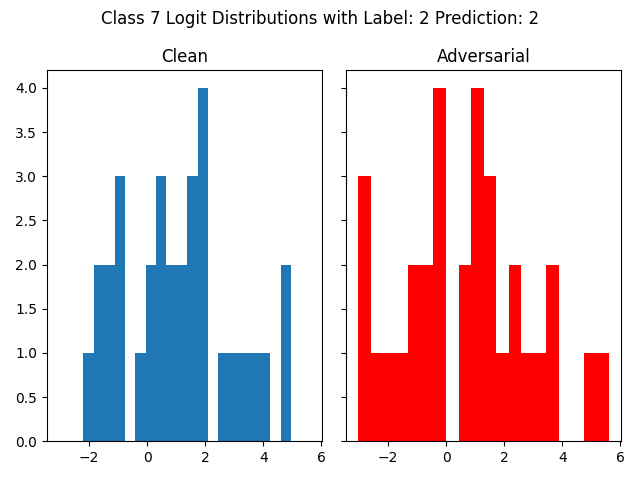 Class 7 Logit Distributions with Label: 2 Prediction: 2
Clean
Adversarial
4.0
3.5
3.0
2.5
2.0
1.5
1.0
0.5
0.0
−2 0 2 4 6
−2 0 2 4 6